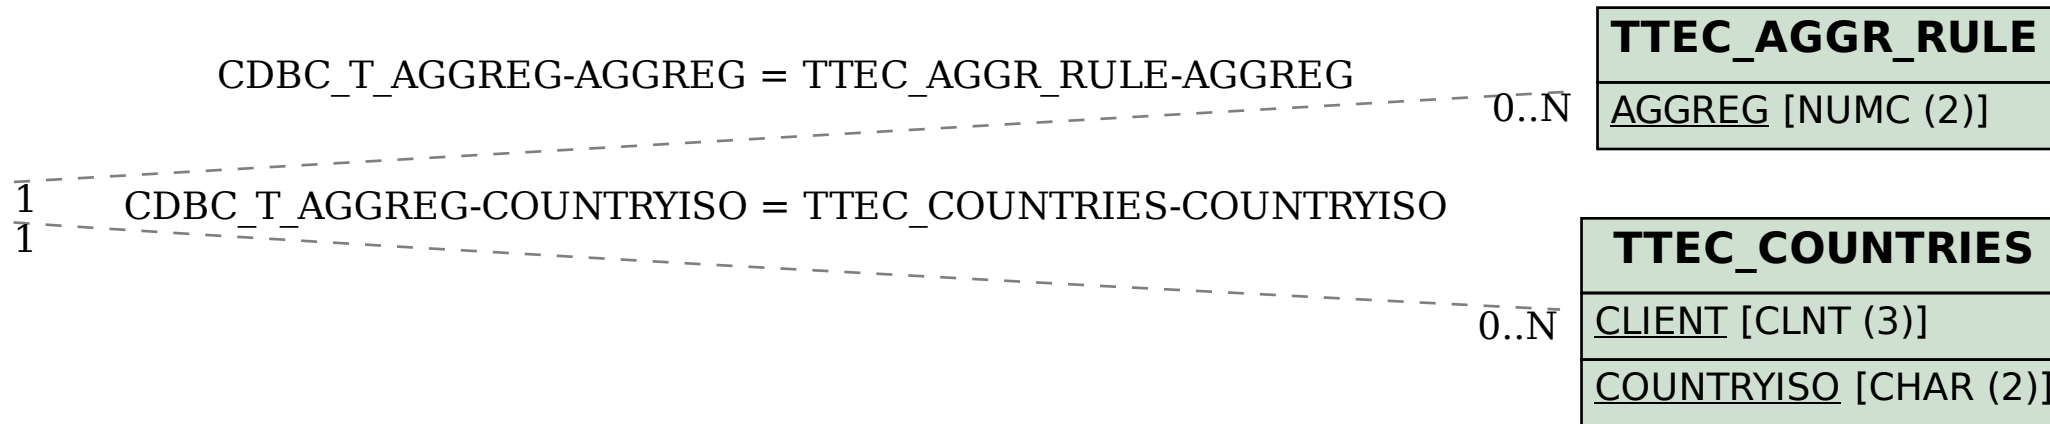 TTEC_AGGR_RULE
CDBC_T_AGGREG-AGGREG = TTEC_AGGR_RULE-AGGREG
0..N
AGGREG [NUMC (2)]
1
CDBC_T_AGGREG-COUNTRYISO = TTEC_COUNTRIES-COUNTRYISO
1
TTEC_COUNTRIES
0..N
CLIENT [CLNT (3)]
COUNTRYISO [CHAR (2)]